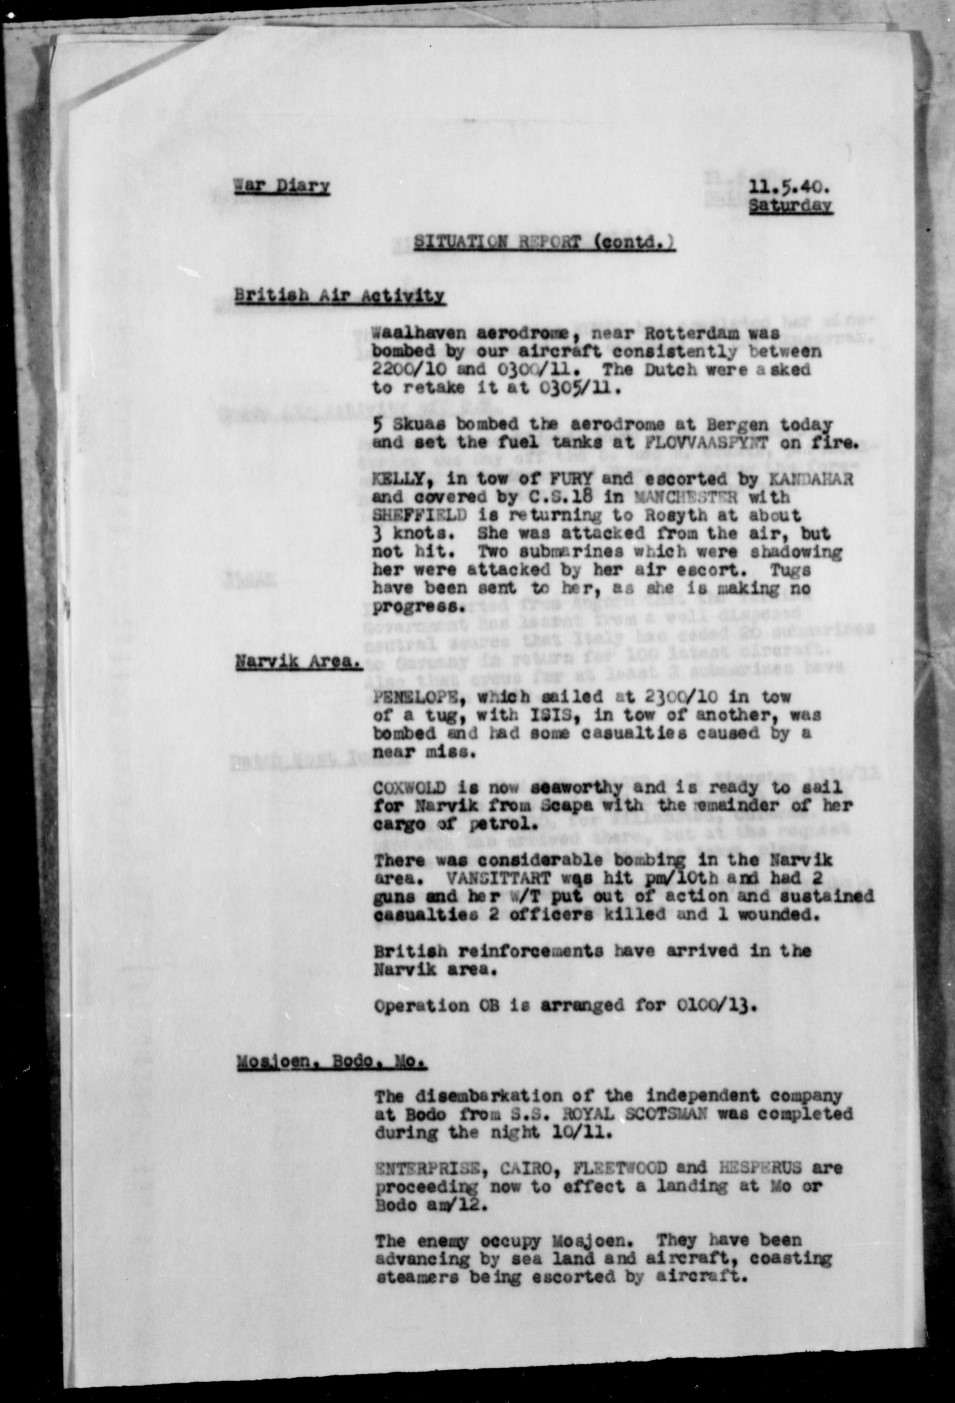 War Diary
11.5.40.
Saturday
SITUATION REPORT (contd.)
British Air Activity
Waalhaven aerodrome, near Rotterdam was
bombed by our aircraft consistently between
2200/10 and 0300/11. The Dutch were asked
to retake it at 0305/11.
5 Skuas bombed the aerodrome at Bergen today
and set the fuel tanks at FLOVVAASPYNT on fire.
KELLY, in tow of FURY and escorted by KANDAHAR
and covered by C.S.18 in MANCHESTER with
SHEFFIELD is returning to Rosyth at about
3 knots. She was attacked from the air, but
not hit. Two submarines which were shadowing
her were attacked by her air escort. Tugs
have been sent to her, as she is making no
progress.
Narvik Area.
PENELOPE, which sailed at 2300/10 in tow
of a tug, with ISIS, in tow of another, was
bombed and had some casualties caused by a
near miss.
COXWOLD is now seaworthy and is ready to sail
for Narvik from Scapa with the remainder of her
cargo of petrol.
There was considerable bombing in the Narvik
area. VANSITTART was hit pm/10th and had 2
guns and her W/T put out of action and sustained
casualties 2 officers killed and 1 wounded.
British reinforcements have arrived in the
Narvik area.
Operation OB is arranged for 0100/13.
Mosjoen, Bodo, Mo.
The disembarkation of the independent company
at Bodo from S.S. ROYAL SCOTSMAN was completed
during the night 10/11.
ENTERPRISE, CAIRO, FLEETWOOD and HESPERUS are
proceeding now to effect a landing at Mo or
Bodo am/12.
The enemy occupy Mosjoen. They have been
advancing by sea land and aircraft, coasting
steamers being escorted by aircraft.